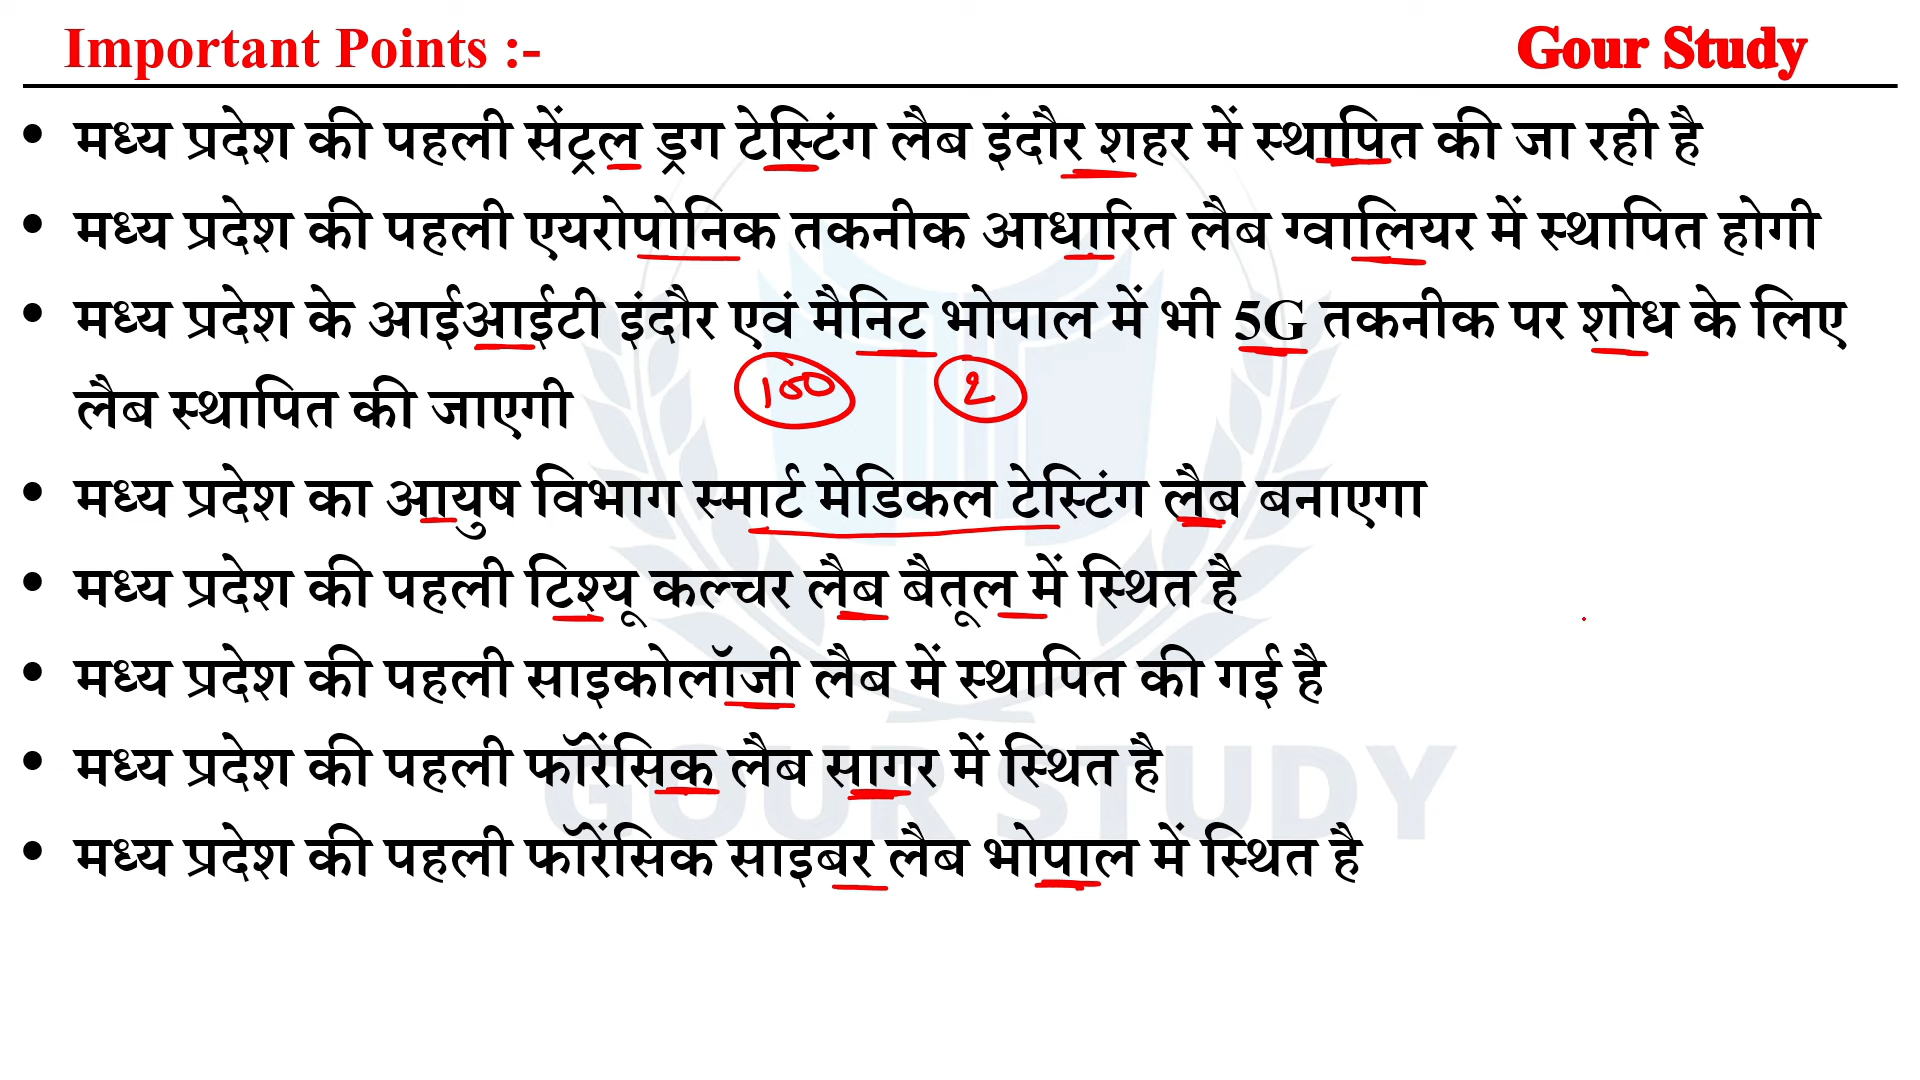 Important Points :-
Gour Study
• मध्य प्रदेश की पहली सेंट्रल ड्रग टेस्टिंग लैब इंदौर शहर में स्थापित की जा रही है
• मध्य प्रदेश की पहली एयरोपोनिक तकनीक आधारित लैब ग्वालियर में स्थापित होगी
• मध्य प्रदेश के आईआईटी इंदौर एवं मैनिट भोपाल में भी 5G तकनीक पर शोध के लिए
लैब स्थापित की जाएगी
100 2
• मध्य प्रदेश का आयुष विभाग स्मार्ट मेडिकल टेस्टिंग लैब बनाएगा
• मध्य प्रदेश की पहली टिश्यू कल्चर लैब बैतूल में स्थित है
• मध्य प्रदेश की पहली साइकोलॉजी लैब में स्थापित की गई है
• मध्य प्रदेश की पहली फॉरेंसिक लैब सागर में स्थित है
GOUR STUDY
• मध्य प्रदेश की पहली फॉरेंसिक साइबर लैब भोपाल में स्थित है